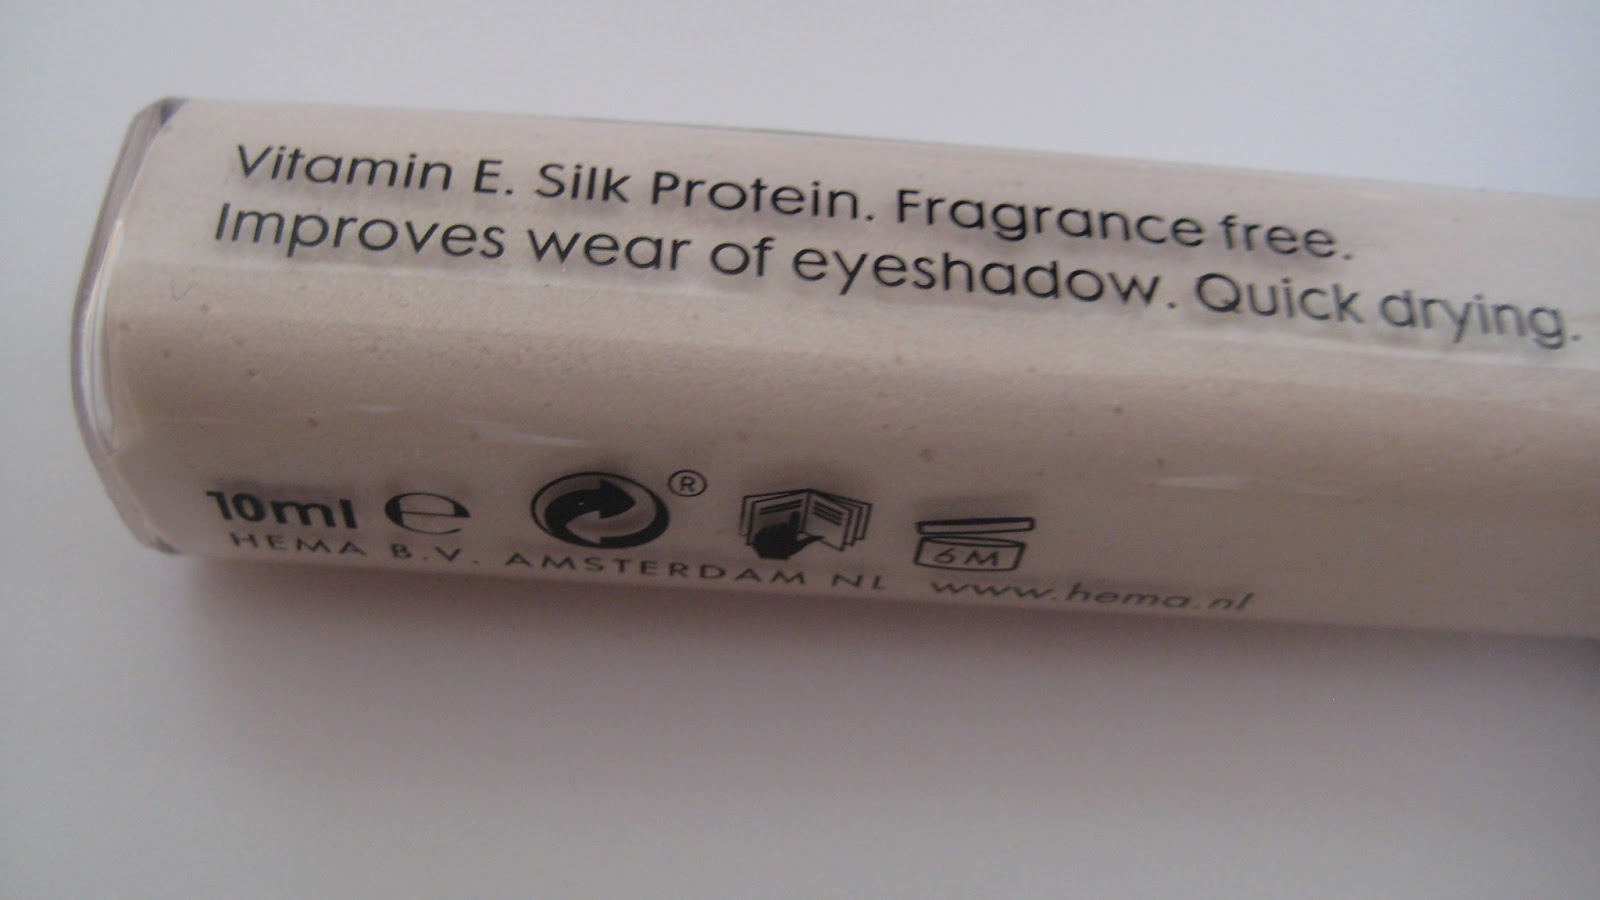 Vitamin E. Silk Protein. Fragrance free.
Improves wear of eyeshadow. Quick drying.
10ml ℮ ® 6M
HEMA B.V. AMSTERDAM NL www.hema.nl